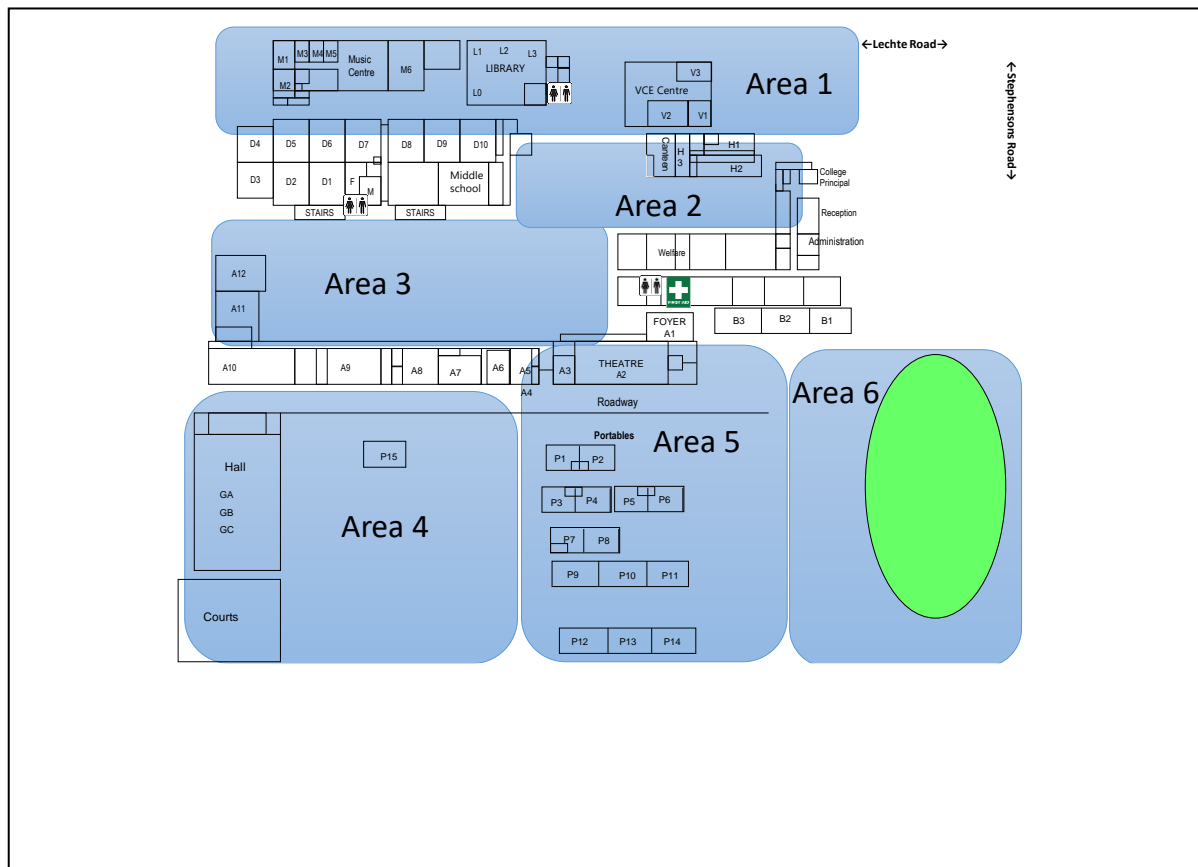 ←Lechte Road→
←Stephensons Road→
Area 1
M1
M3
M4
M5
Music
Centre
M6
M2
L1
L2
L3
LIBRARY
L0
V3
VCE Centre
V2
V1
D4
D5
D6
D7
D8
D9
D10
Canteen
H
3
H1
H2
D3
D2
D1
F
M
Middle
school
College
Principal
STAIRS
STAIRS
Area 2
Reception
Administration
Welfare
Area 3
A12
A11
FIRST AID
FOYER
A1
B3
B2
B1
A10
A9
A8
A7
A6
A5
A4
A3
THEATRE
A2
Area 6
Roadway
Portables
Area 5
P1
P2
P15
Hall
GA
GB
GC
Area 4
P3
P4
P5
P6
P7
P8
P9
P10
P11
Courts
P12
P13
P14